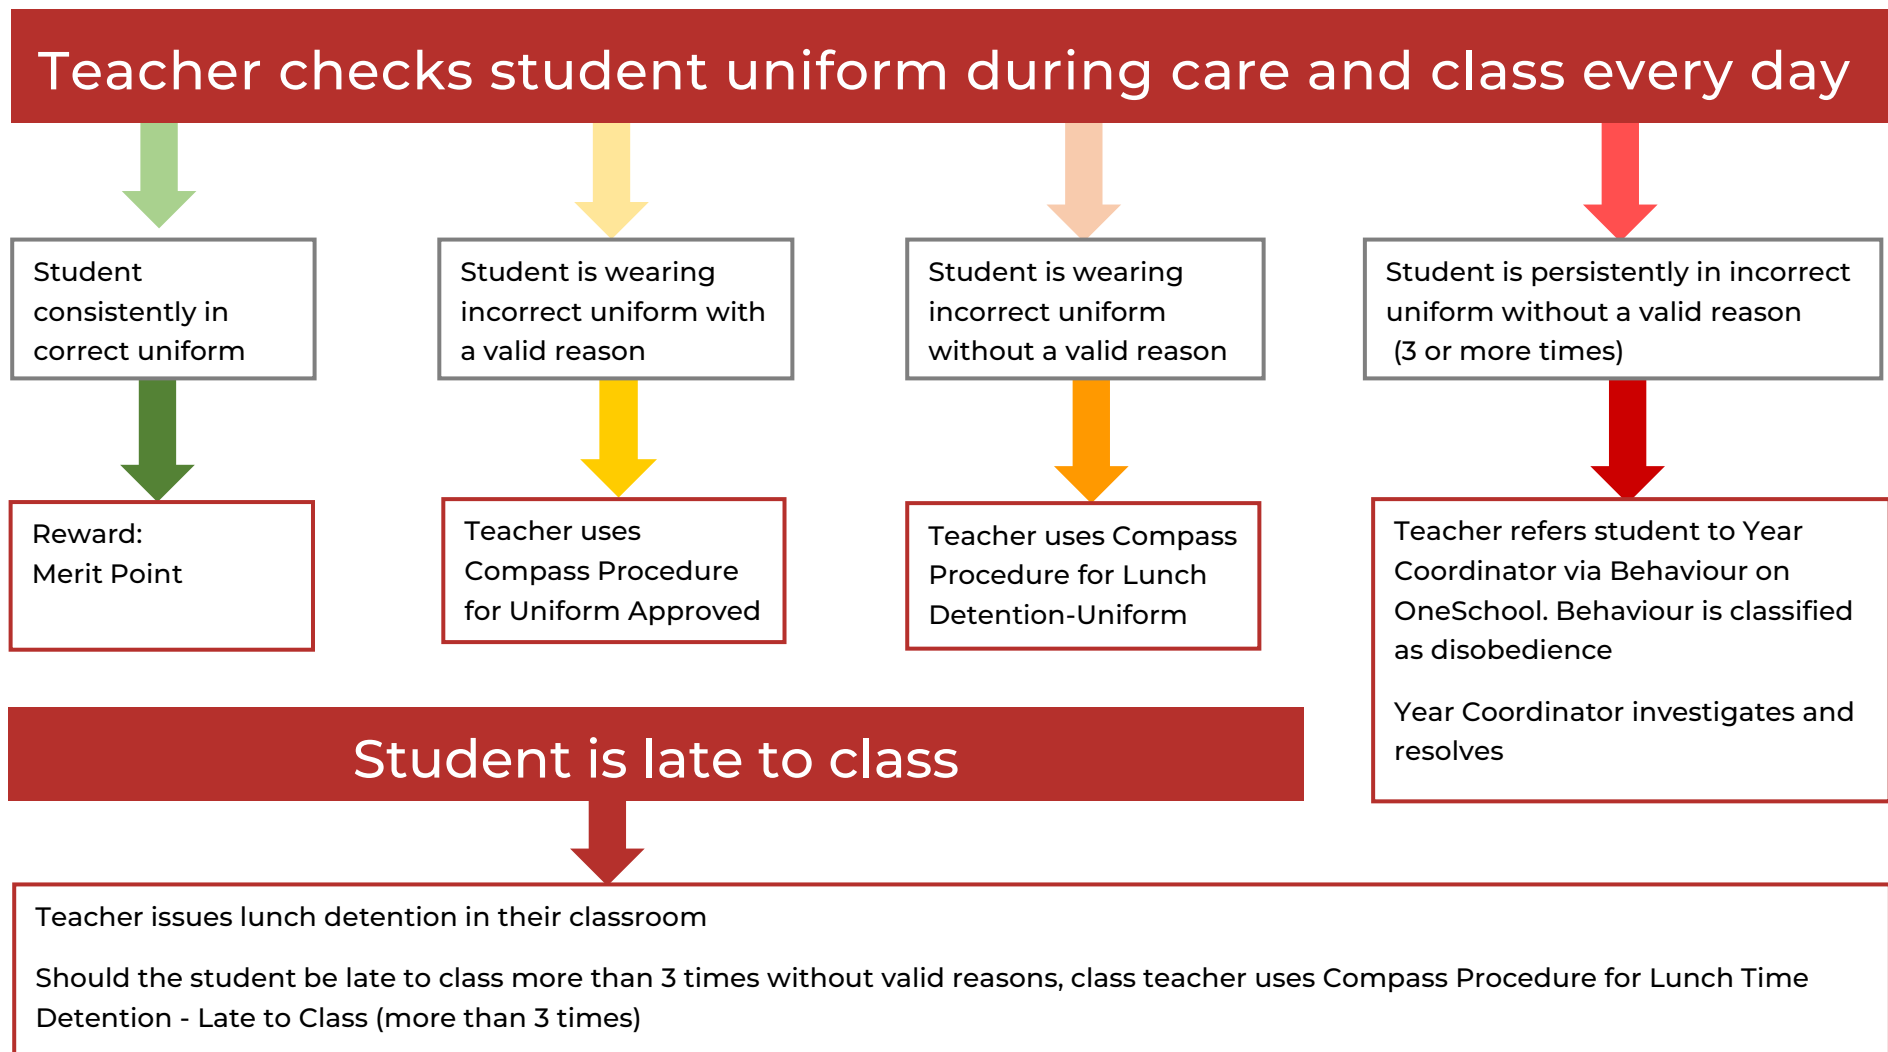 Teacher checks student uniform during care and class every day
Student
consistently in
correct uniform
Student is wearing
incorrect uniform with
a valid reason
Student is wearing
incorrect uniform
without a valid reason
Student is persistently in incorrect
uniform without a valid reason
(3 or more times)
Reward:
Merit Point
Teacher uses
Compass Procedure
for Uniform Approved
Teacher uses Compass
Procedure for Lunch
Detention-Uniform
Teacher refers student to Year
Coordinator via Behaviour on
OneSchool. Behaviour is classified
as disobedience
Year Coordinator investigates and
resolves
Student is late to class
Teacher issues lunch detention in their classroom
Should the student be late to class more than 3 times without valid reasons, class teacher uses Compass Procedure for Lunch Time
Detention - Late to Class (more than 3 times)